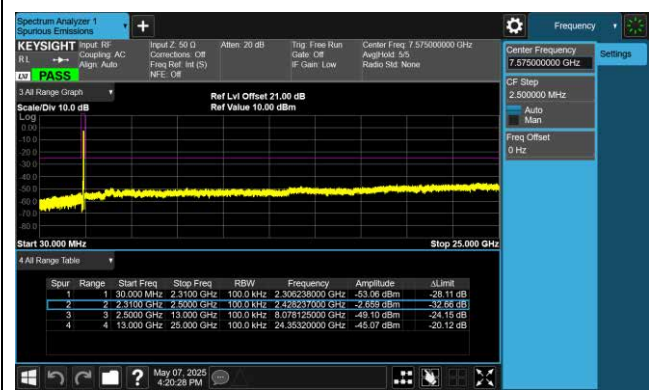 Spectrum Analyzer 1
Spurious Emissions
Frequency
KEYSIGHT
RL
LXI
PASS
Input: RF
Coupling: AC
Align: Auto
Input Z: 50 Ω
Corrections: Off
Freq Ref: Int (S)
NFE: Off
Atten: 20 dB
Trig: Free Run
Gate: Off
IF Gain: Low
Center Freq: 7.575000000 GHz
Avg|Hold: 5/5
Radio Std: None
Center Frequency
7.575000000 GHz
Settings
CF Step
2.500000 MHz
Auto
Man
Freq Offset
0 Hz
3 All Range Graph
Scale/Div 10.0 dB
Ref Lvl Offset 21.00 dB
Ref Value 10.00 dBm
Log
0.00
-10.0
-20.0
-30.0
-40.0
-50.0
-60.0
-70.0
-80.0
Start 30.000 MHz
Stop 25.000 GHz
4 All Range Table
Spur Range Start Freq Stop Freq RBW Frequency Amplitude ΔLimit
1 1 30.000 MHz 2.3100 GHz 100.0 kHz 2.306238000 GHz -53.06 dBm -28.11 dB
2 2 2.3100 GHz 2.5000 GHz 100.0 kHz 2.428237000 GHz -2.659 dBm -32.66 dB
3 3 2.5000 GHz 13.000 GHz 100.0 kHz 8.078125000 GHz -49.10 dBm -24.15 dB
4 4 13.000 GHz 25.000 GHz 100.0 kHz 24.35320000 GHz -45.07 dBm -20.12 dB
?
May 07, 2025
4:20:28 PM